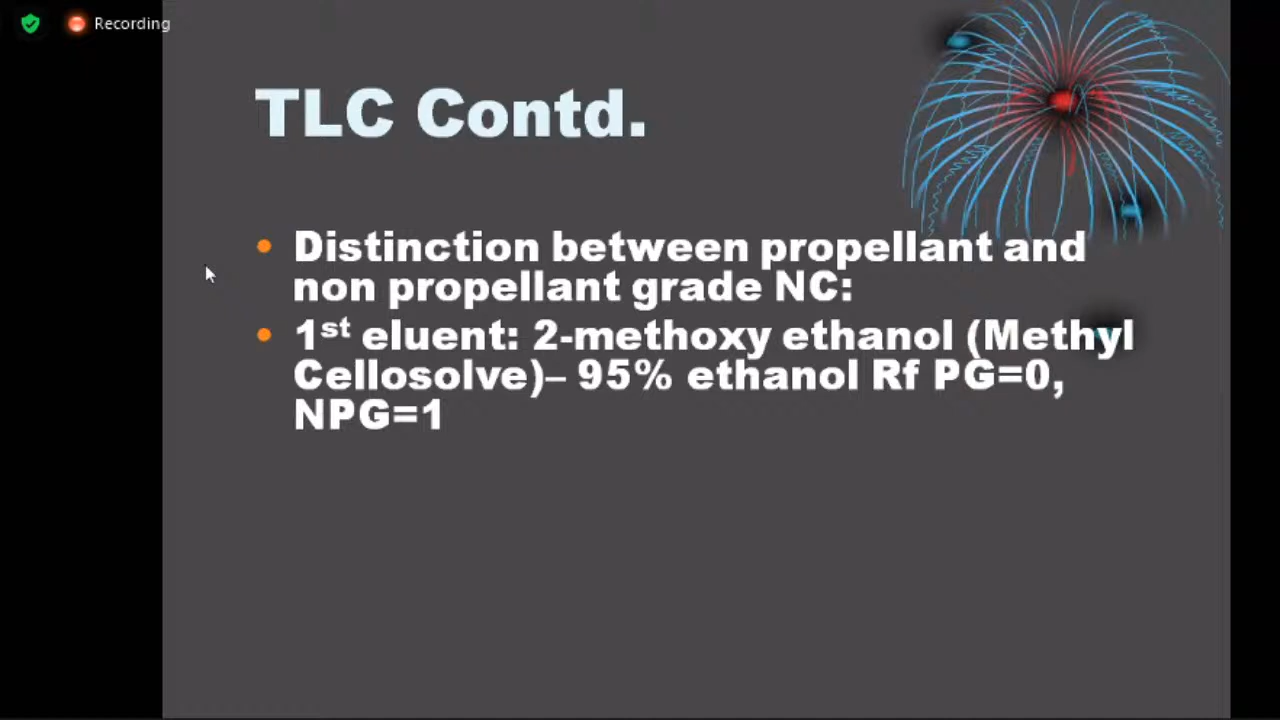 Recording
TLC Contd.
• Distinction between propellant and
non propellant grade NC:
• 1st eluent: 2-methoxy ethanol (Methyl
Cellosolve)– 95% ethanol Rf PG=0,
NPG=1